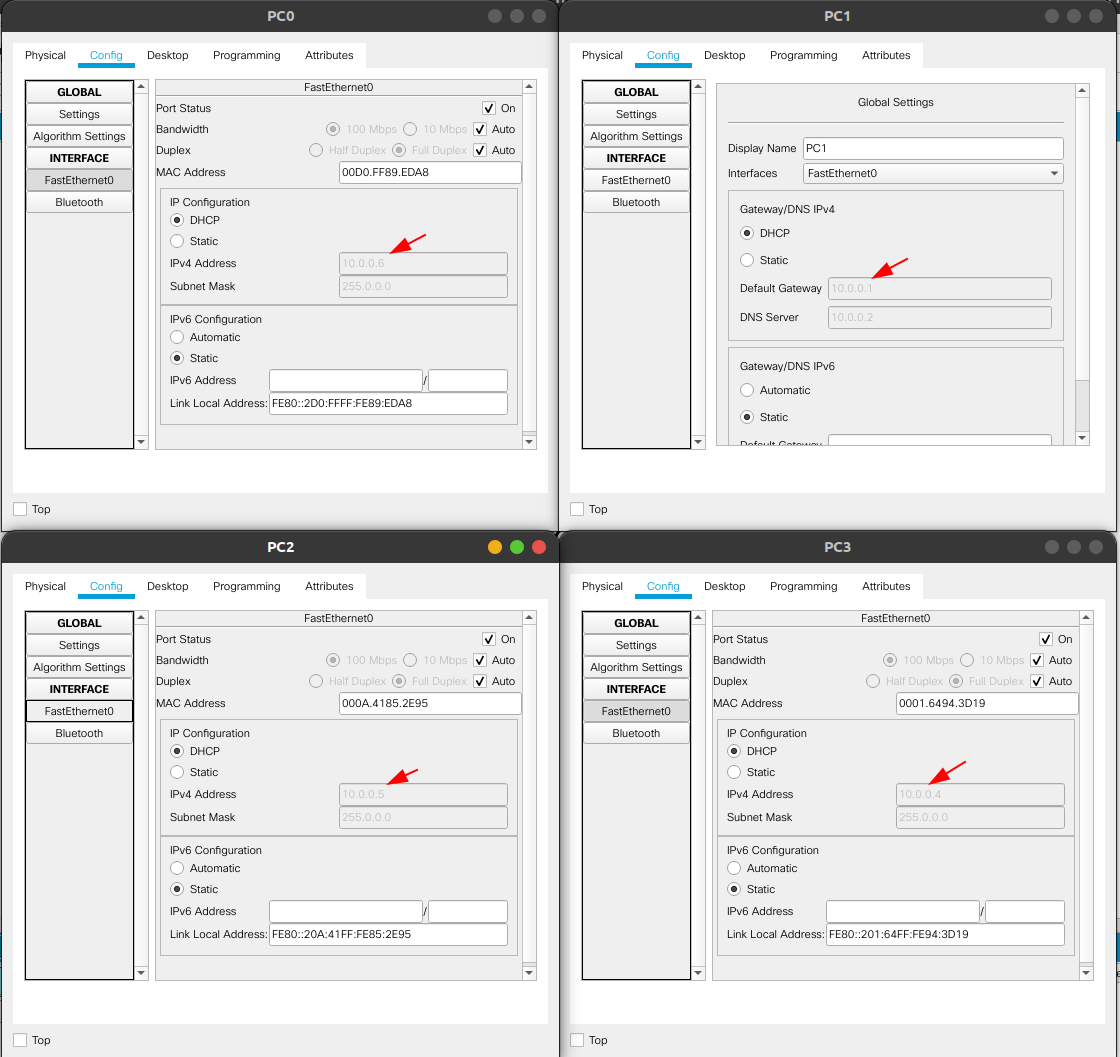 PC0
Physical Config Desktop Programming Attributes
GLOBAL
Settings
Algorithm Settings
INTERFACE
FastEthernet0
Bluetooth
FastEthernet0
Port Status On
Bandwidth 100 Mbps 10 Mbps Auto
Duplex Half Duplex Full Duplex Auto
MAC Address 00D0.FF89.EDA8
IP Configuration
DHCP
Static
IPv4 Address 10.0.0.6
Subnet Mask 255.0.0.0
IPv6 Configuration
Automatic
Static
IPv6 Address /
Link Local Address: FE80::2D0:FFFF:FE89:EDA8
Top
PC1
Physical Config Desktop Programming Attributes
GLOBAL
Settings
Algorithm Settings
INTERFACE
FastEthernet0
Bluetooth
Global Settings
Display Name PC1
Interfaces FastEthernet0
Gateway/DNS IPv4
DHCP
Static
Default Gateway 10.0.0.1
DNS Server 10.0.0.2
Gateway/DNS IPv6
Automatic
Static
Default Gateway
Top
PC2
Physical Config Desktop Programming Attributes
GLOBAL
Settings
Algorithm Settings
INTERFACE
FastEthernet0
Bluetooth
FastEthernet0
Port Status On
Bandwidth 100 Mbps 10 Mbps Auto
Duplex Half Duplex Full Duplex Auto
MAC Address 000A.4185.2E95
IP Configuration
DHCP
Static
IPv4 Address 10.0.0.5
Subnet Mask 255.0.0.0
IPv6 Configuration
Automatic
Static
IPv6 Address /
Link Local Address: FE80::20A:41FF:FE85:2E95
Top
PC3
Physical Config Desktop Programming Attributes
GLOBAL
Settings
Algorithm Settings
INTERFACE
FastEthernet0
Bluetooth
FastEthernet0
Port Status On
Bandwidth 100 Mbps 10 Mbps Auto
Duplex Half Duplex Full Duplex Auto
MAC Address 0001.6494.3D19
IP Configuration
DHCP
Static
IPv4 Address 10.0.0.4
Subnet Mask 255.0.0.0
IPv6 Configuration
Automatic
Static
IPv6 Address /
Link Local Address: FE80::201:64FF:FE94:3D19
Top